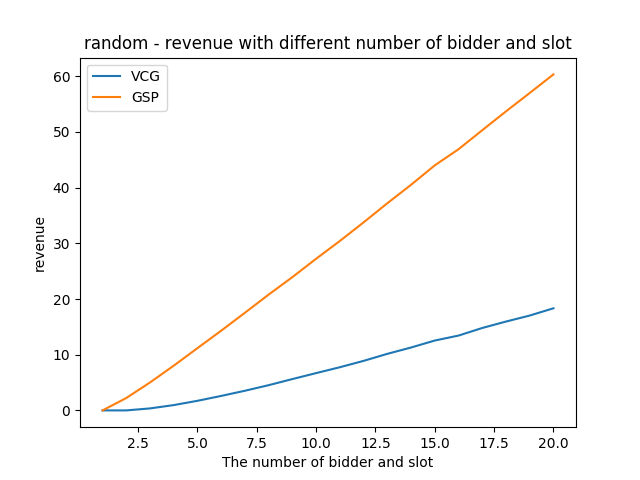 random - revenue with different number of bidder and slot
VCG
GSP
60
50
40
30
20
10
0
revenue
2.5 5.0 7.5 10.0 12.5 15.0 17.5 20.0
The number of bidder and slot